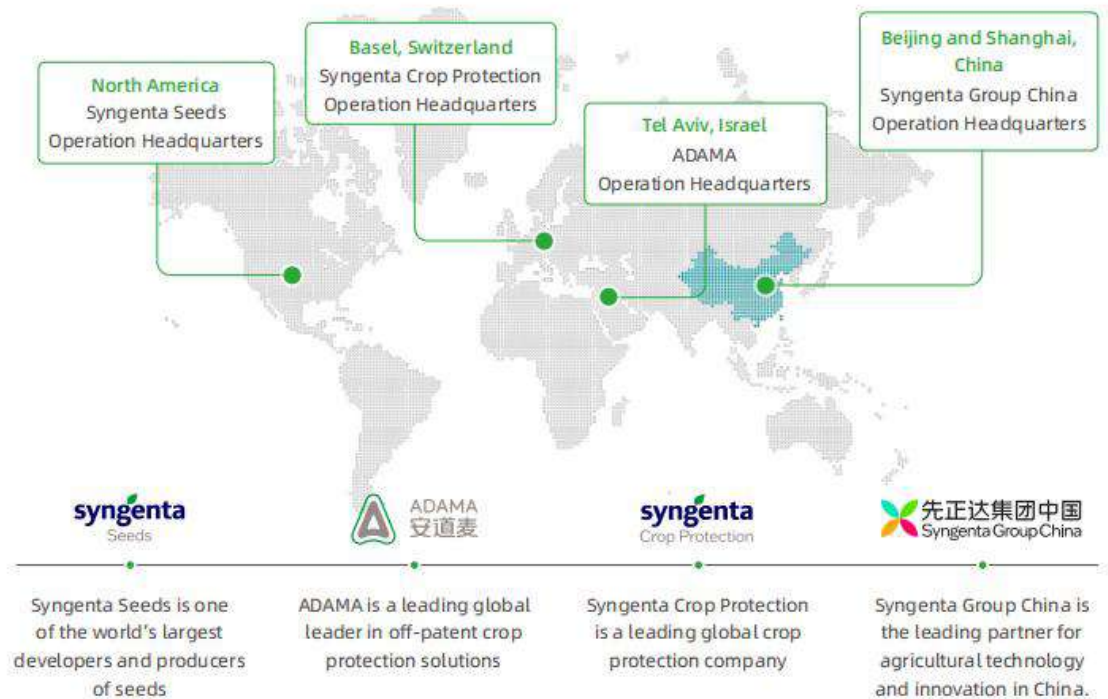 North America
Syngenta Seeds
Operation Headquarters
Basel, Switzerland
Syngenta Crop Protection
Operation Headquarters
Tel Aviv, Israel
ADAMA
Operation Headquarters
Beijing and Shanghai,
China
Syngenta Group China
Operation Headquarters
syngenta
Seeds
ADAMA
安道麦
syngenta
Crop Protection
先正达集团中国
Syngenta Group China
Syngenta Seeds is one
of the world's largest
developers and producers
of seeds
ADAMA is a leading global
leader in off-patent crop
protection solutions
Syngenta Crop Protection
is a leading global crop
protection company
Syngenta Group China is
the leading partner for
agricultural technology
and innovation in China.